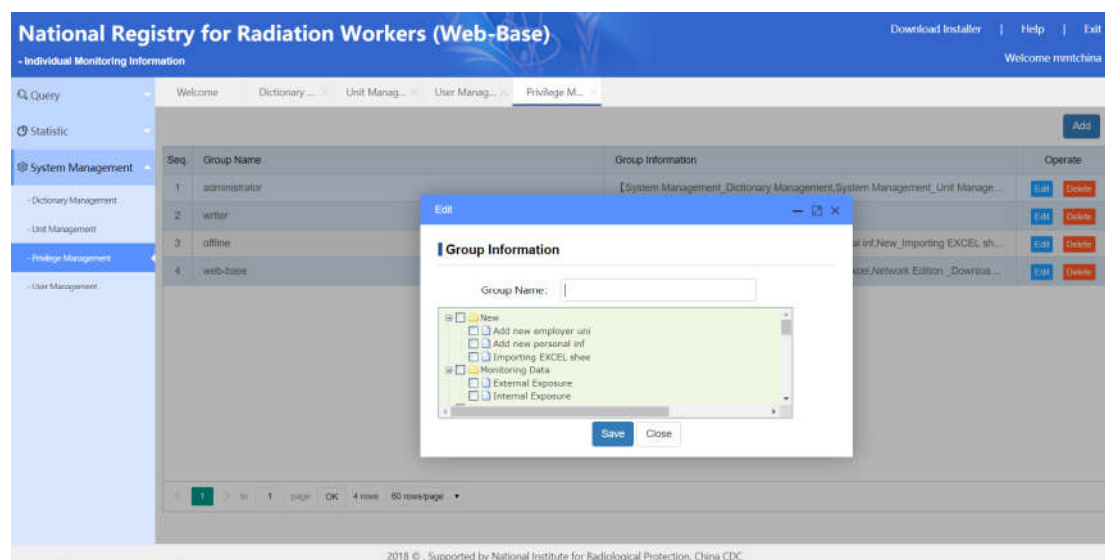 National Registry for Radiation Workers (Web-Base)
Download Installer | Help | Exit
- Individual Monitoring Information
Welcome mmtchina
Query
Welcome Dictionary ... Unit Manag... User Manag... Privilege M...
Statistic
Add
System Management
Seq. Group Name Group Information Operate
1 administrator 【System Management_Dictionary Management,System Management_Unit Manage... Edit Delete
- Dictionary Management
2 writer Edit Delete
- Unit Management
3 offline al inf,New_Importing EXCEL sh... Edit Delete
- Privilege Management
4 web-base Edition _Downloa... Edit Delete
- User Management
Edit
Group Information
Group Name:
New
Add new employer uni
Add new personal inf
Importing EXCEL shee
Monitoring Data
External Exposure
Internal Exposure
Save Close
1 to 1 page OK 4 rows 60 rows/page
2018 © . Supported by National Institute for Radiological Protection, China CDC